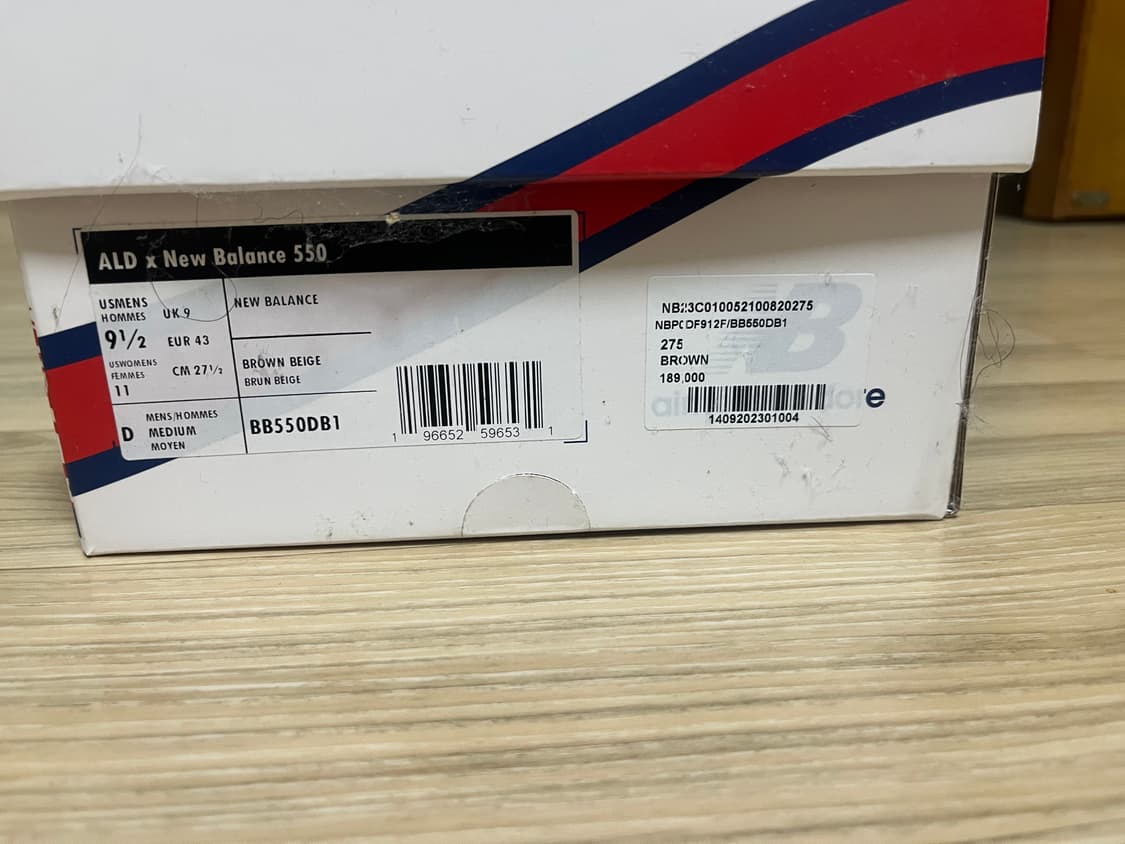 ALD x New Balance 550
USMENS
HOMMES
UK 9
9 1/2
EUR 43
USWOMENS
FEMMES
11
CM 27 1/2
D
MENS/HOMMES
MEDIUM
MOYEN
NEW BALANCE
BROWN BEIGE
BRUN BEIGE
BB550DB1
1 96652 59653 1
NB23C010052100820275
NBPCDF912F/BB550DB1
275
BROWN
189,000
1409202301004